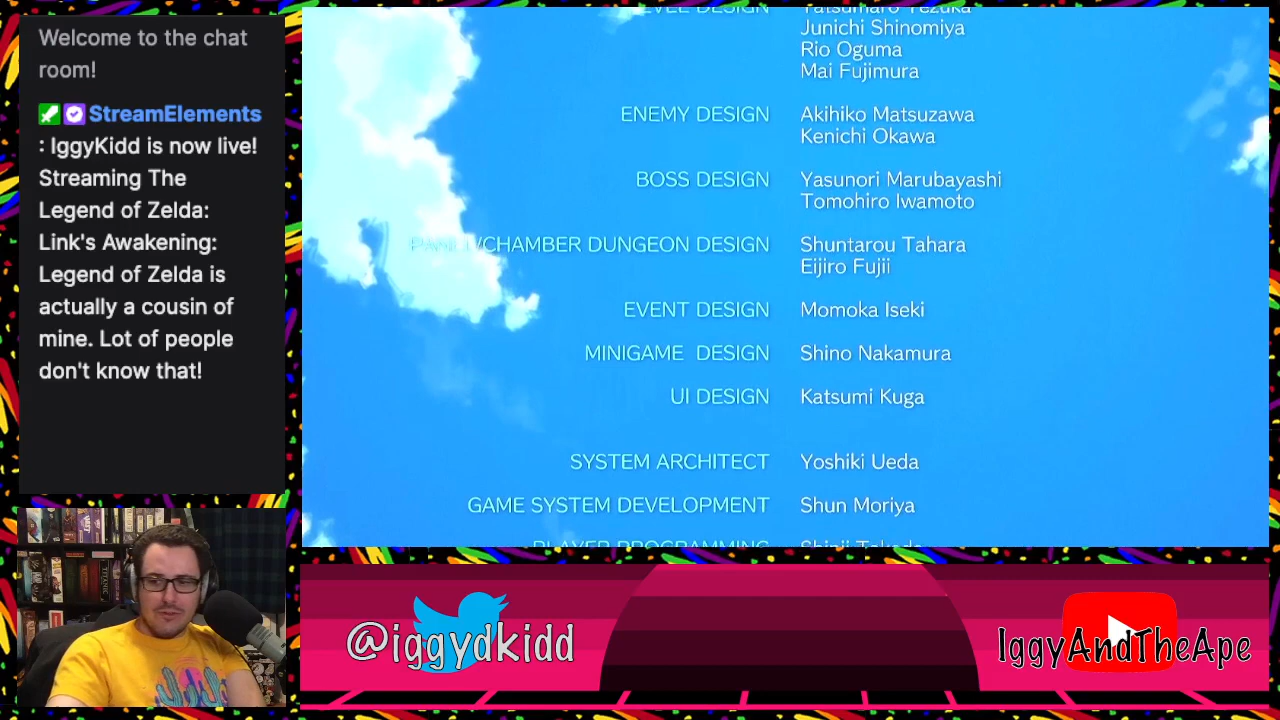 Welcome to the chat
room!
StreamElements
: IggyKidd is now live!
Streaming The
Legend of Zelda:
Link's Awakening:
Legend of Zelda is
actually a cousin of
mine. Lot of people
don't know that!
Junichi Shinomiya
Rio Oguma
Mai Fujimura
ENEMY DESIGN Akihiko Matsuzawa
Kenichi Okawa
BOSS DESIGN Yasunori Marubayashi
Tomohiro Iwamoto
PANEL/CHAMBER DUNGEON DESIGN Shuntarou Tahara
Eijiro Fujii
EVENT DESIGN Momoka Iseki
MINIGAME DESIGN Shino Nakamura
UI DESIGN Katsumi Kuga
SYSTEM ARCHITECT Yoshiki Ueda
GAME SYSTEM DEVELOPMENT Shun Moriya
PLAYER PROGRAMMING
@iggydkidd
IggyAndTheApe